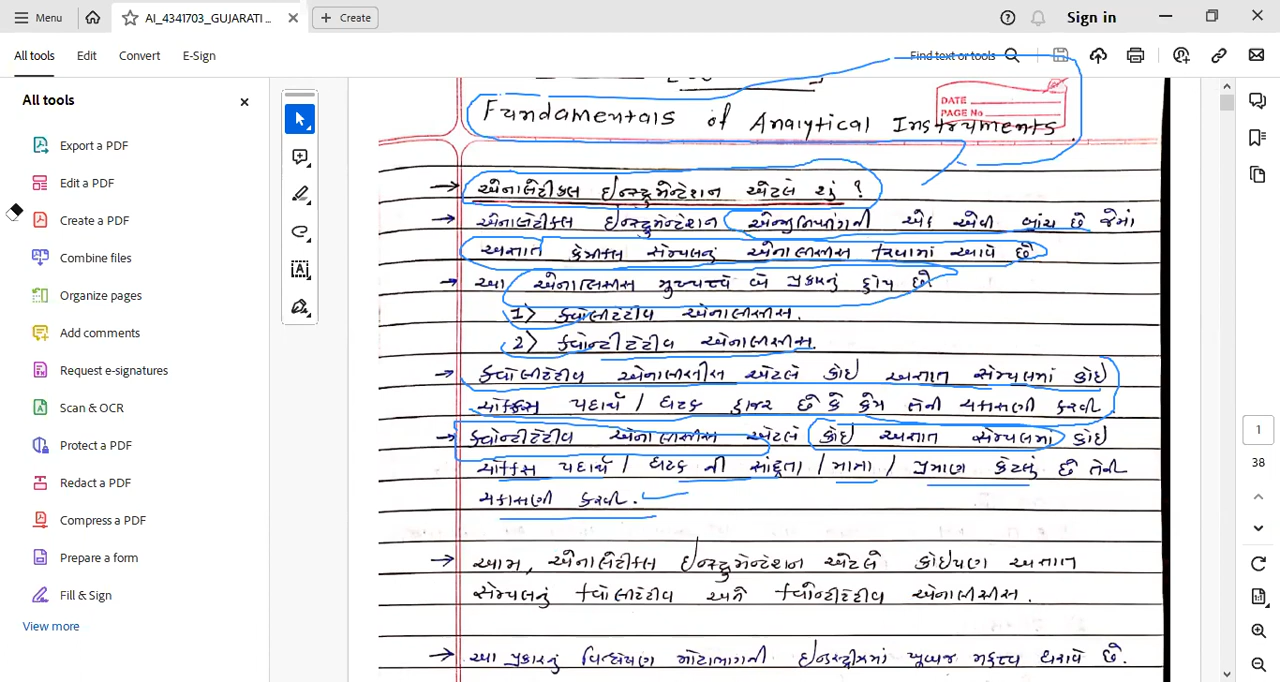 Menu
AI_4341703_GUJARATI ...
Create
Sign in
All tools
Edit
Convert
E-Sign
Find text or tools
All tools
Export a PDF
Edit a PDF
Create a PDF
Combine files
Organize pages
Add comments
Request e-signatures
Scan & OCR
Protect a PDF
Redact a PDF
Compress a PDF
Prepare a form
Fill & Sign
View more
DATE
PAGE No
Fundamentals of Analytical Instruments.
→ એનાલેટીકલ ઇન્સ્ટ્રુમેન્ટેશન એટલે શું ?
→ એનાલેટીકલ ઇન્સ્ટ્રુમેન્ટેશન એન્જીનિયરીંગની એક એવી બ્રાંચ છે જેમાં
અજ્ઞાત કેમીકલ સેમ્પલનું એનાલીસીસ કરવામાં આવે છે
→ આ એનાલીસીસ મુખ્યત્વે બે પ્રકારનું હોય છે
1) ક્વોલીટેટીવ એનાલીસીસ.
2) ક્વોન્ટીટેટીવ એનાલીસીસ.
→ ક્વોલીટેટીવ એનાલીસીસ એટલે કોઇ અજ્ઞાત સેમ્પલમાં કોઇ
ચોક્કસ પદાર્થ / ઘટક હાજર છે કે કેમ તેની ચકાસણી કરવી
→ ક્વોન્ટીટેટીવ એનાલીસીસ એટલે કોઇ અજ્ઞાત સેમ્પલમાં કોઇ
ચોક્કસ પદાર્થ / ઘટક ની સાંદ્રતા / માત્રા / પ્રમાણ કેટલું છે તેની
ચકાસણી કરવી.
→ આમ, એનાલેટીકલ ઇન્સ્ટ્રુમેન્ટેશન એટલે કોઇપણ અજ્ઞાત
સેમ્પલનું ક્વોલીટેટીવ અને ક્વોન્ટીટેટીવ એનાલીસીસ.
→ આ પ્રકારનું વિશ્લેષણ મોટાભાગની ઇન્ડસ્ટ્રીઝમાં ખૂબજ મહત્વ ધરાવે છે.
1
38